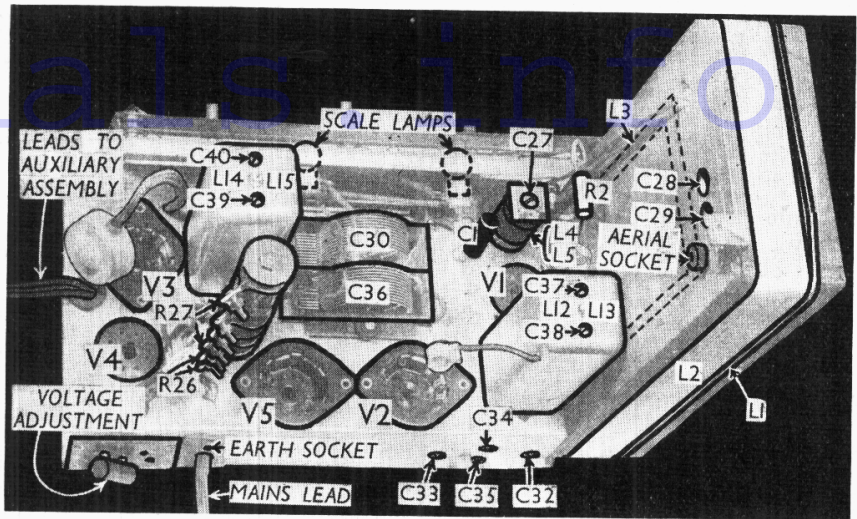 als info
SCALE LAMPS
C27
L3
LEADS TO
AUXILIARY
ASSEMBLY
C40
L14
L15
C39
R2
C28
C29
AERIAL
SOCKET
C1
L4
L5
C30
C36
V3
R27
V1
C37
L12
L13
C38
V4
R26
V5
V2
L2
L1
VOLTAGE
ADJUSTMENT
C34
EARTH SOCKET
MAINS LEAD
C33
C35
C32